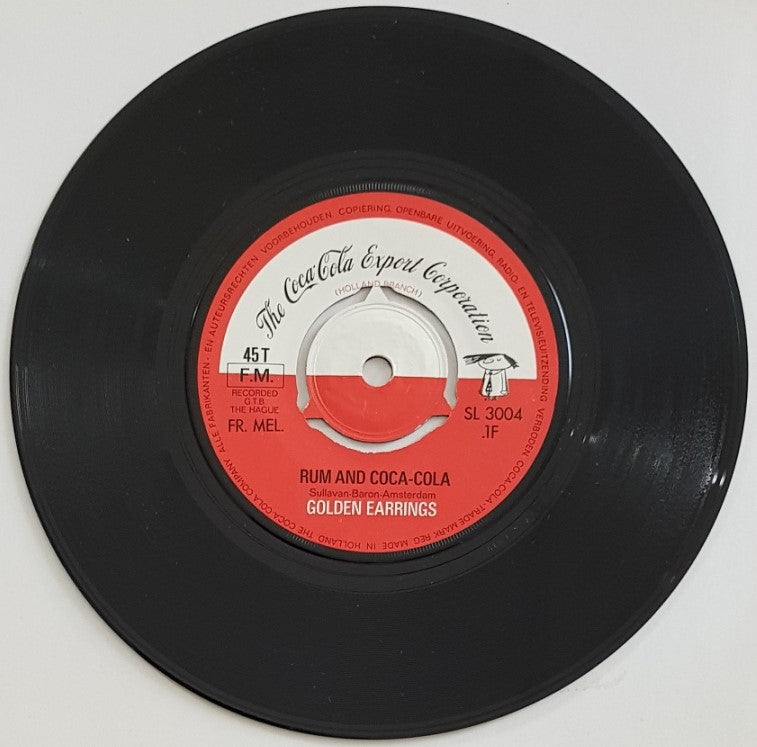 ALLE FABRIKANTEN- EN AUTEURSRECHTEN VOORBEHOUDEN. COPIËRING, OPENBARE UITVOERING, RADIO- EN TELEVISIEUITZENDING VERBODEN. COCA-COLA-TRADE MARK REG. MADE IN HOLLAND. THE COCA-COLA COMPANY.
The Coca-Cola Export Corporation
(HOLLAND BRANCH)
45 T
F.M.
RECORDED
G.T.B.
THE HAGUE
FR. MEL.
SL 3004
.1F
RUM AND COCA-COLA
Sullavan-Baron-Amsterdam
GOLDEN EARRINGS